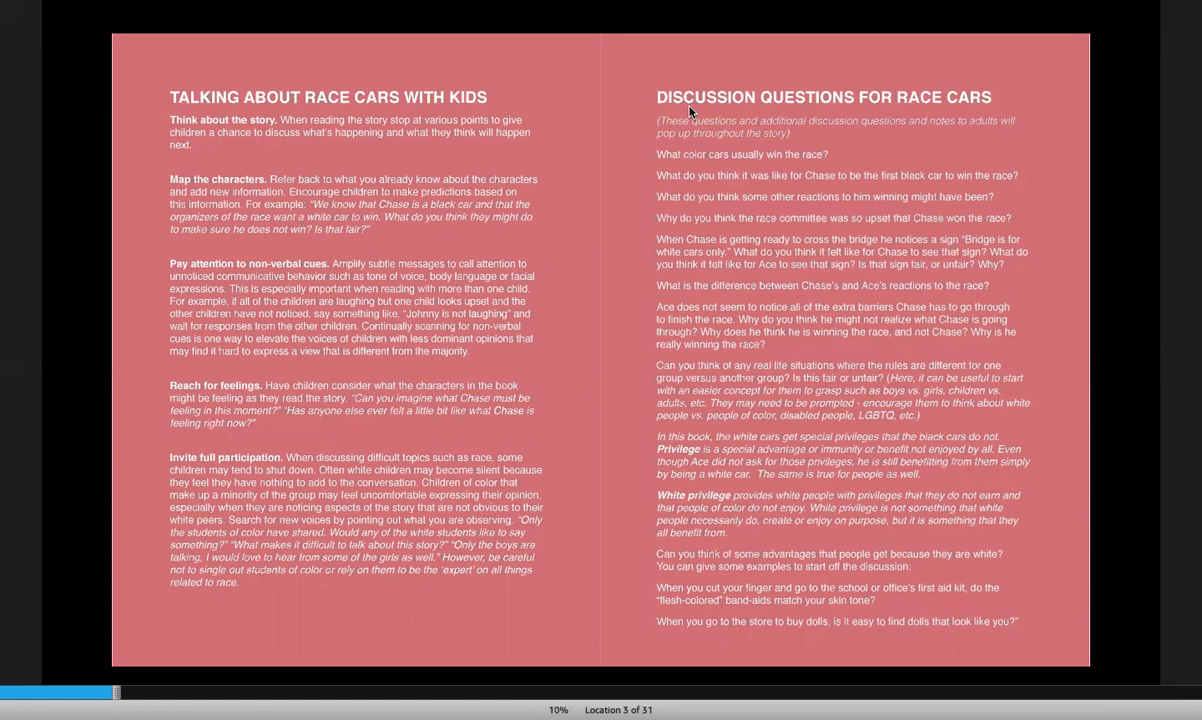 TALKING ABOUT RACE CARS WITH KIDS
Think about the story. When reading the story stop at various points to give
children a chance to discuss what's happening and what they think will happen
next.
Map the characters. Refer back to what you already know about the characters
and add new information. Encourage children to make predictions based on
this information. For example: “We know that Chase is a black car and that the
organizers of the race want a white car to win. What do you think they might do
to make sure he does not win? Is that fair?”
Pay attention to non-verbal cues. Amplify subtle messages to call attention to
unnoticed communicative behavior such as tone of voice, body language or facial
expressions. This is especially important when reading with more than one child.
For example, if all of the children are laughing but one child looks upset and the
other children have not noticed, say something like, “Johnny is not laughing” and
wait for responses from the other children. Continually scanning for non-verbal
cues is one way to elevate the voices of children with less dominant opinions that
may find it hard to express a view that is different from the majority.
Reach for feelings. Have children consider what the characters in the book
might be feeling as they read the story. “Can you imagine what Chase must be
feeling in this moment?” “Has anyone else ever felt a little bit like what Chase is
feeling right now?”
Invite full participation. When discussing difficult topics such as race, some
children may tend to shut down. Often white children may become silent because
they feel they have nothing to add to the conversation. Children of color that
make up a minority of the group may feel uncomfortable expressing their opinion,
especially when they are noticing aspects of the story that are not obvious to their
white peers. Search for new voices by pointing out what you are observing. “Only
the students of color have shared. Would any of the white students like to say
something?” “What makes it difficult to talk about this story?” “Only the boys are
talking, I would love to hear from some of the girls as well.” However, be careful
not to single out students of color or rely on them to be the ‘expert’ on all things
related to race.
DISCUSSION QUESTIONS FOR RACE CARS
(These questions and additional discussion questions and notes to adults will
pop up throughout the story)
What color cars usually win the race?
What do you think it was like for Chase to be the first black car to win the race?
What do you think some other reactions to him winning might have been?
Why do you think the race committee was so upset that Chase won the race?
When Chase is getting ready to cross the bridge he notices a sign “Bridge is for
white cars only.” What do you think it felt like for Chase to see that sign? What do
you think it felt like for Ace to see that sign? Is that sign fair, or unfair? Why?
What is the difference between Chase's and Ace's reactions to the race?
Ace does not seem to notice all of the extra barriers Chase has to go through
to finish the race. Why do you think he might not realize what Chase is going
through? Why does he think he is winning the race, and not Chase? Why is he
really winning the race?
Can you think of any real life situations where the rules are different for one
group versus another group? Is this fair or unfair? (Here, it can be useful to start
with an easier concept for them to grasp such as boys vs. girls, children vs.
adults, etc. They may need to be prompted - encourage them to think about white
people vs. people of color, disabled people, LGBTQ, etc.)
In this book, the white cars get special privileges that the black cars do not.
Privilege is a special advantage or immunity or benefit not enjoyed by all. Even
though Ace did not ask for those privileges, he is still benefitting from them simply
by being a white car. The same is true for people as well.
White privilege provides white people with privileges that they do not earn and
that people of color do not enjoy. White privilege is not something that white
people necessarily do, create or enjoy on purpose, but it is something that they
all benefit from.
Can you think of some advantages that people get because they are white?
You can give some examples to start off the discussion:
When you cut your finger and go to the school or office's first aid kit, do the
“flesh-colored” band-aids match your skin tone?
When you go to the store to buy dolls, is it easy to find dolls that look like you?”
10% Location 3 of 31